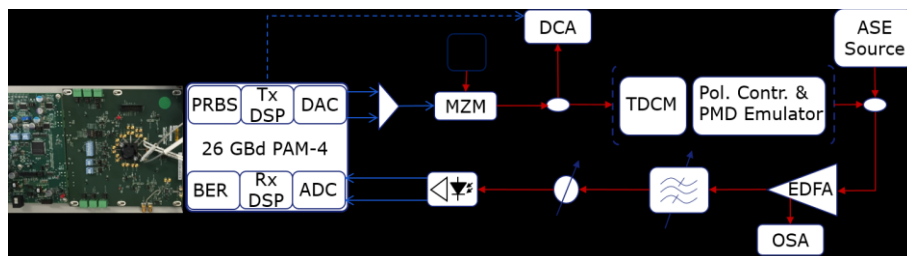 DCA
ASE
Source
PRBS
Tx
DSP
DAC
MZM
TDCM
Pol. Contr. &
PMD Emulator
26 GBd PAM-4
BER
Rx
DSP
ADC
EDFA
OSA